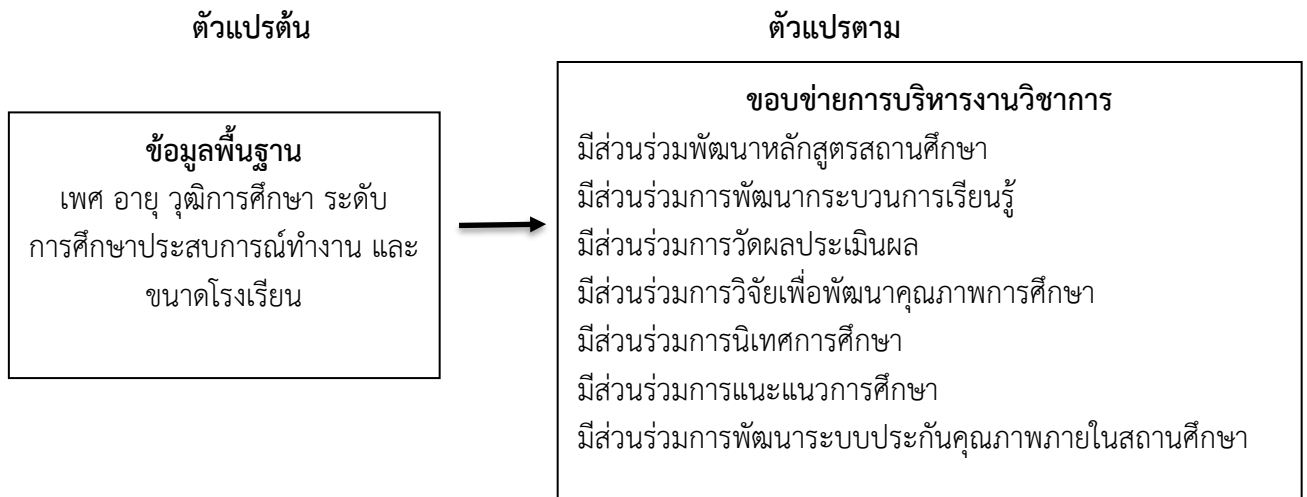 ตัวแปรต้น
ตัวแปรตาม
ข้อมูลพื้นฐาน
เพศ อายุ วุฒิการศึกษา ระดับ
การศึกษาประสบการณ์ทำงาน และ
ขนาดโรงเรียน
ขอบข่ายการบริหารงานวิชาการ
มีส่วนร่วมพัฒนาหลักสูตรสถานศึกษา
มีส่วนร่วมการพัฒนากระบวนการเรียนรู้
มีส่วนร่วมการวัดผลประเมินผล
มีส่วนร่วมการวิจัยเพื่อพัฒนาคุณภาพการศึกษา
มีส่วนร่วมการนิเทศการศึกษา
มีส่วนร่วมการแนะแนวการศึกษา
มีส่วนร่วมการพัฒนาระบบประกันคุณภาพภายในสถานศึกษา